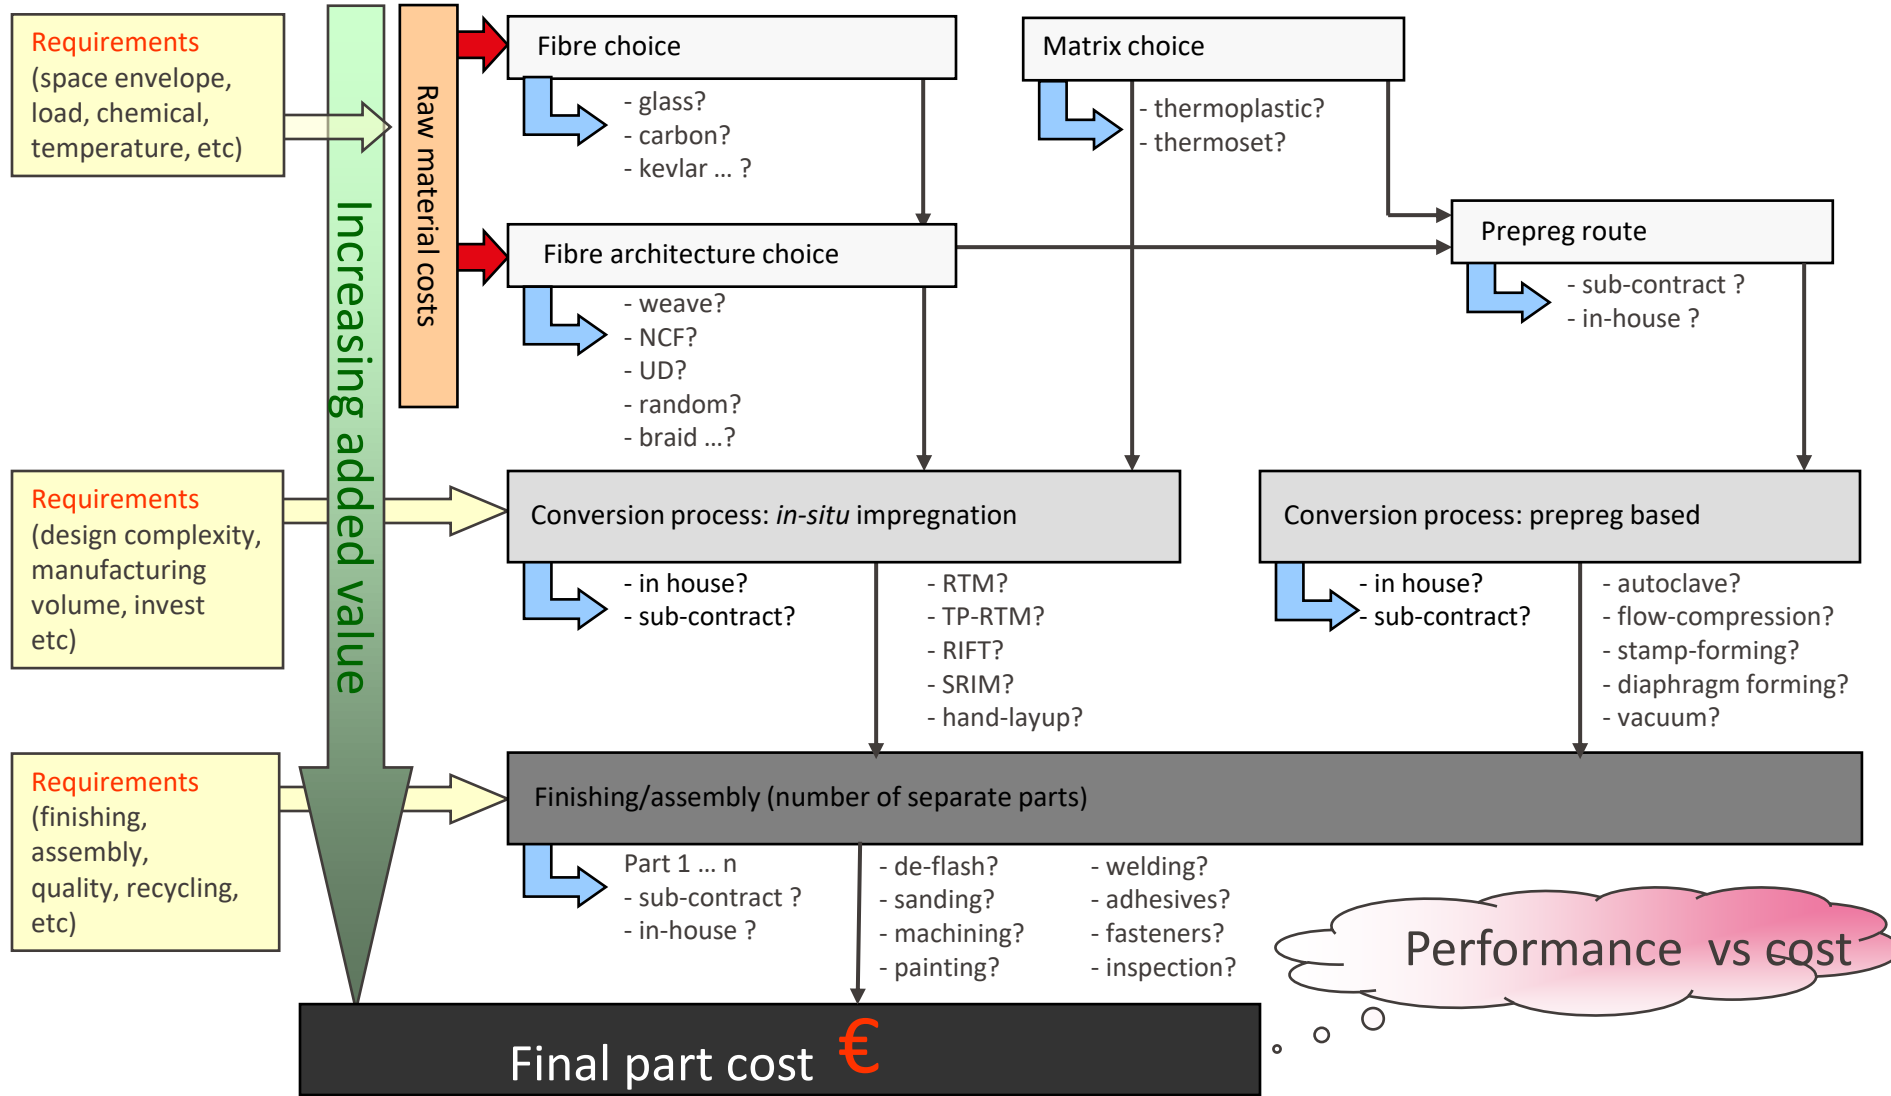 Requirements
(space envelope,
load, chemical,
temperature, etc)
Increasing added value
Raw material costs
Fibre choice
- glass?
- carbon?
- kevlar ... ?
Matrix choice
- thermoplastic?
- thermoset?
Fibre architecture choice
- weave?
- NCF?
- UD?
- random?
- braid ...?
Prepreg route
- sub-contract ?
- in-house ?
Requirements
(design complexity,
manufacturing
volume, invest
etc)
Conversion process: in-situ impregnation
- in house?
- sub-contract?
- RTM?
- TP-RTM?
- RIFT?
- SRIM?
- hand-layup?
Conversion process: prepreg based
- in house?
- sub-contract?
- autoclave?
- flow-compression?
- stamp-forming?
- diaphragm forming?
- vacuum?
Requirements
(finishing,
assembly,
quality, recycling,
etc)
Finishing/assembly (number of separate parts)
Part 1 ... n
- sub-contract ?
- in-house ?
- de-flash?
- sanding?
- machining?
- painting?
- welding?
- adhesives?
- fasteners?
- inspection?
Performance vs cost
Final part cost €